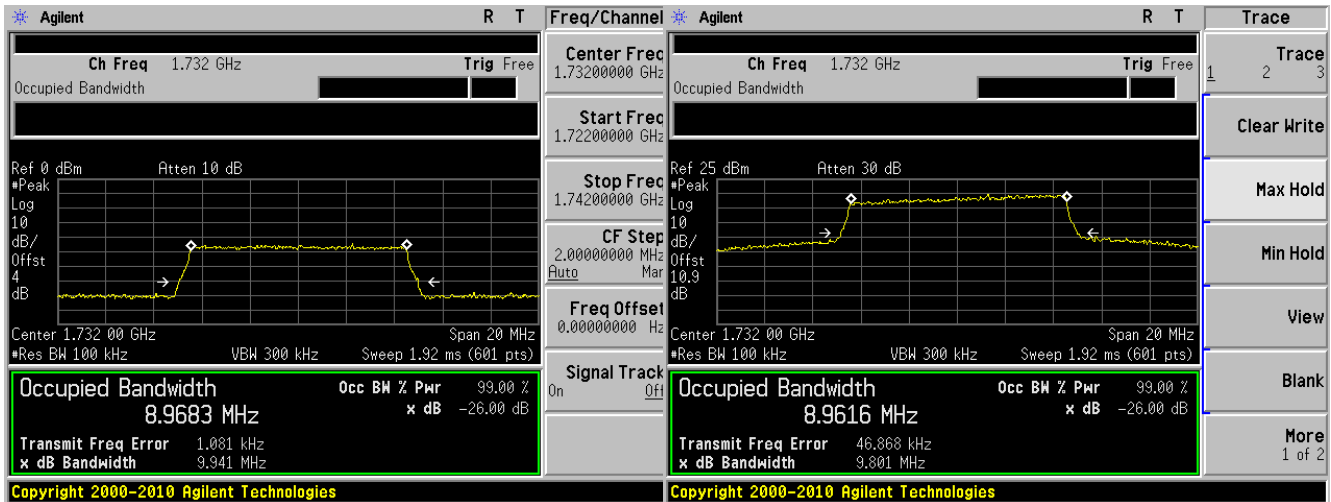 Agilent R T Freq/Channel
Ch Freq 1.732 GHz Trig Free
Occupied Bandwidth
Center Freq
1.73200000 GHz
Start Freq
1.72200000 GHz
Stop Freq
1.74200000 GHz
CF Step
2.00000000 MHz
Auto Man
Freq Offset
0.00000000 Hz
Signal Track
On Off
Ref 0 dBm Atten 10 dB
#Peak
Log
10
dB/
Offst
4
dB
Center 1.732 00 GHz Span 20 MHz
#Res BW 100 kHz VBW 300 kHz Sweep 1.92 ms (601 pts)
Occupied Bandwidth Occ BW % Pwr 99.00 %
8.9683 MHz x dB -26.00 dB
Transmit Freq Error 1.081 kHz
x dB Bandwidth 9.941 MHz
Copyright 2000-2010 Agilent Technologies
Agilent R T Trace
Ch Freq 1.732 GHz Trig Free
Occupied Bandwidth
Trace
1 2 3
Clear Write
Max Hold
Min Hold
View
Blank
More
1 of 2
Ref 25 dBm Atten 30 dB
#Peak
Log
10
dB/
Offst
10.9
dB
Center 1.732 00 GHz Span 20 MHz
#Res BW 100 kHz VBW 300 kHz Sweep 1.92 ms (601 pts)
Occupied Bandwidth Occ BW % Pwr 99.00 %
8.9616 MHz x dB -26.00 dB
Transmit Freq Error 46.868 kHz
x dB Bandwidth 9.801 MHz
Copyright 2000-2010 Agilent Technologies